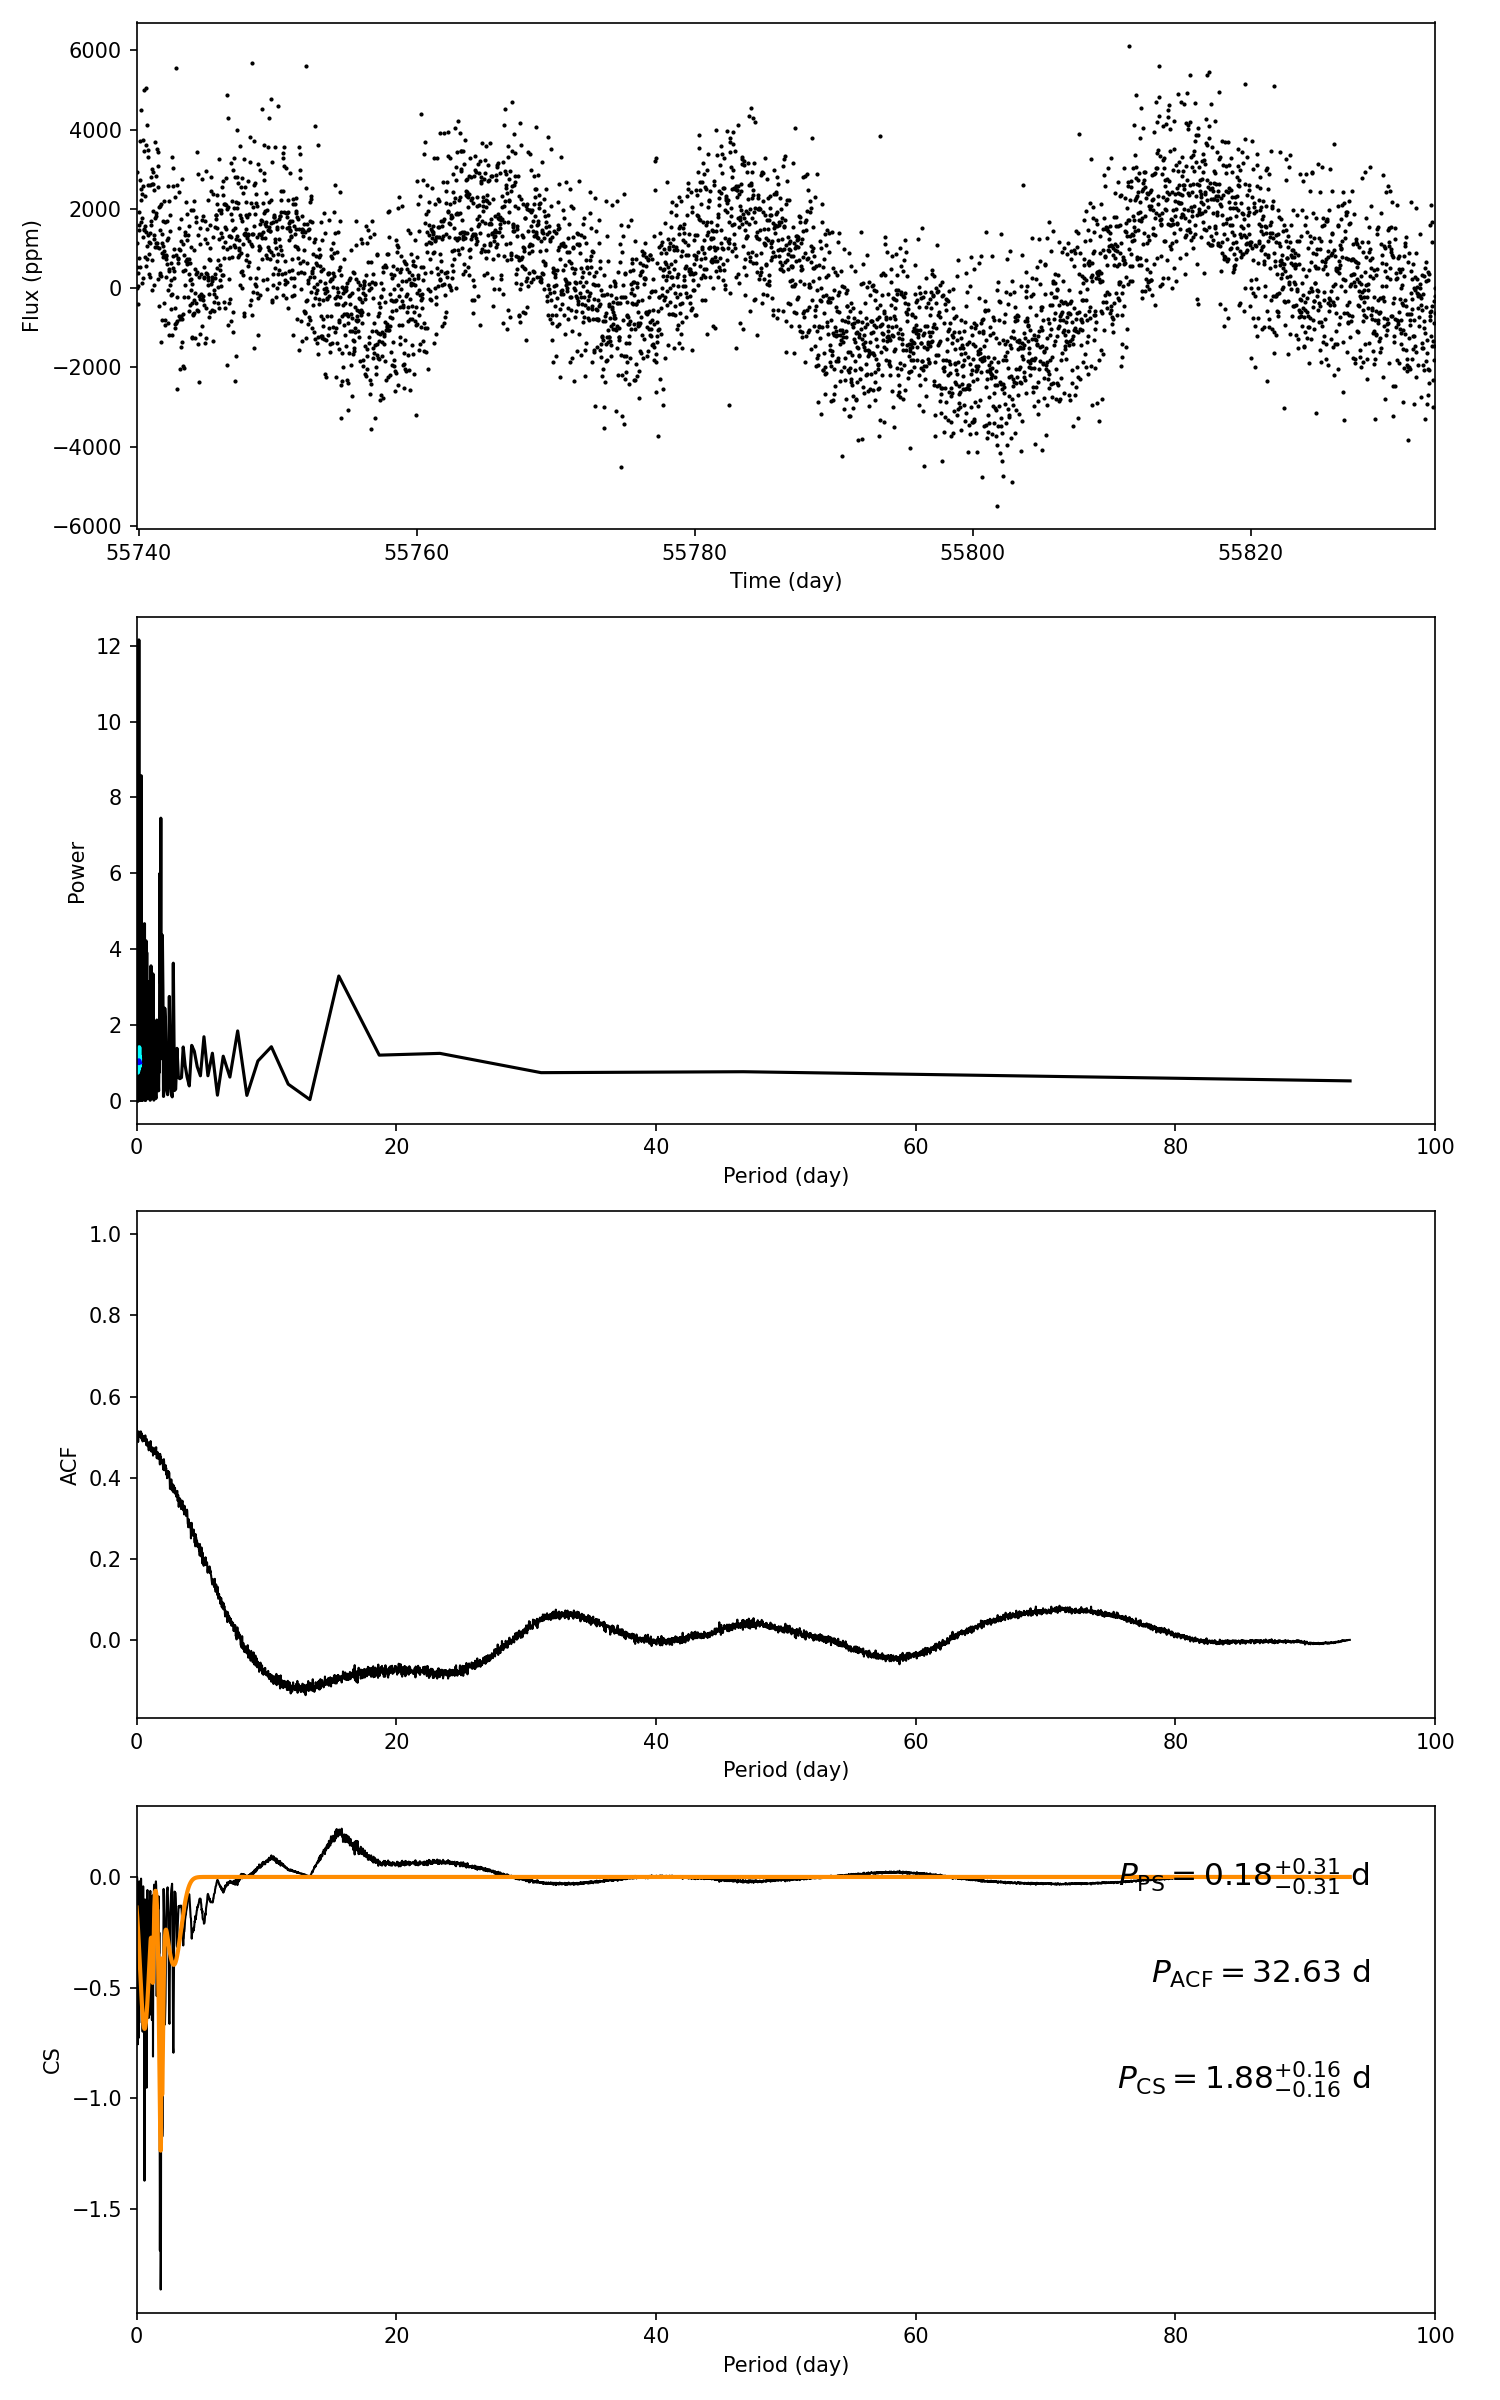 6000
4000
2000
0
−2000
−4000
−6000
Flux (ppm)
55740 55760 55780 55800 55820
Time (day)
12
10
8
6
4
2
0
Power
0 20 40 60 80 100
Period (day)
1.0
0.8
0.6
0.4
0.2
0.0
ACF
0 20 40 60 80 100
Period (day)
0.0
−0.5
−1.0
−1.5
CS
P_PS = 0.18 +0.31 −0.31 d
P_ACF = 32.63 d
P_CS = 1.88 +0.16 −0.16 d
0 20 40 60 80 100
Period (day)